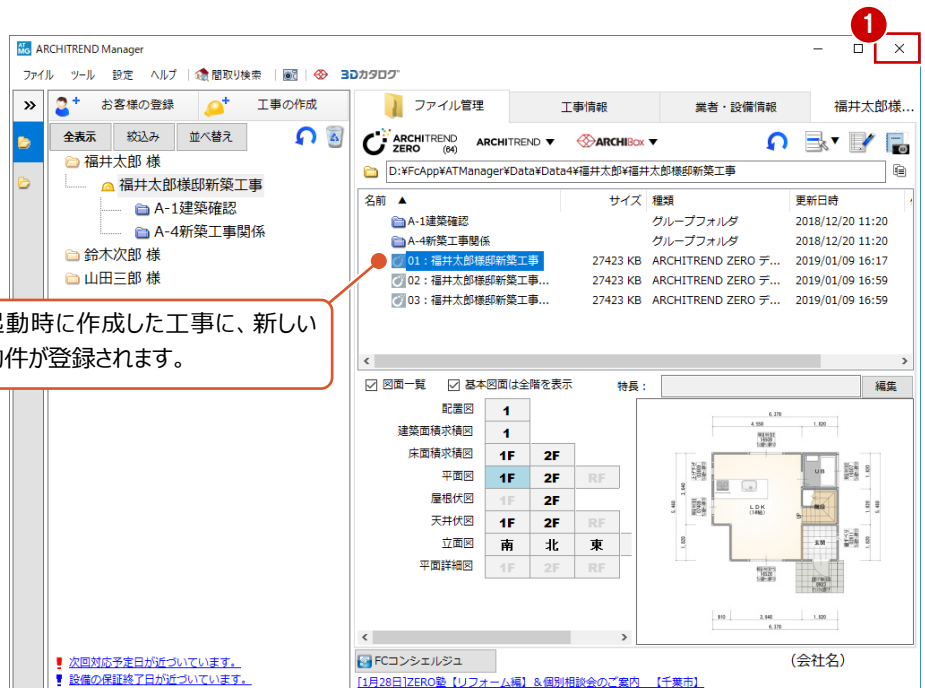 1
ARCHITREND Manager
ファイル ツール 設定 ヘルプ 間取り検索 3Dカタログ
お客様の登録 工事の作成
ファイル管理 工事情報 業者・設備情報 福井太郎様...
全表示 絞込み 並べ替え
ARCHITREND ZERO (64) ARCHITREND ▼ ARCHIBox ▼
D:¥FcApp¥ATManager¥Data¥Data4¥福井太郎¥福井太郎様邸新築工事
福井太郎 様
福井太郎様邸新築工事
A-1建築確認
A-4新築工事関係
鈴木次郎 様
山田三郎 様
名前 ▲ サイズ 種類 更新日時
A-1建築確認 グループフォルダ 2018/12/20 11:20
A-4新築工事関係 グループフォルダ 2018/12/20 11:20
01:福井太郎様邸新築工事 27423 KB ARCHITREND ZERO デ... 2019/01/09 16:17
02:福井太郎様邸新築工事... 27423 KB ARCHITREND ZERO デ... 2019/01/09 16:59
03:福井太郎様邸新築工事... 27423 KB ARCHITREND ZERO デ... 2019/01/09 16:59
起動時に作成した工事に、新しい
物件が登録されます。
図面一覧 基本図面は全階を表示 特長: 編集
配置図 1
建築面積求積図 1
床面積求積図 1F 2F
平面図 1F 2F RF
屋根伏図 1F 2F
天井伏図 1F 2F RF
立面図 南 北 東
平面詳細図 1F 2F RF
6,370
4,550 1,820
UB
LDK
階段
玄関
910 3,640 1,820
6,370
次回対応予定日が近づいています。
設備の保証終了日が近づいています。
FCコンシェルジュ (会社名)
[1月28日]ZERO塾【リフォーム編】&個別相談会のご案内 【千葉市】